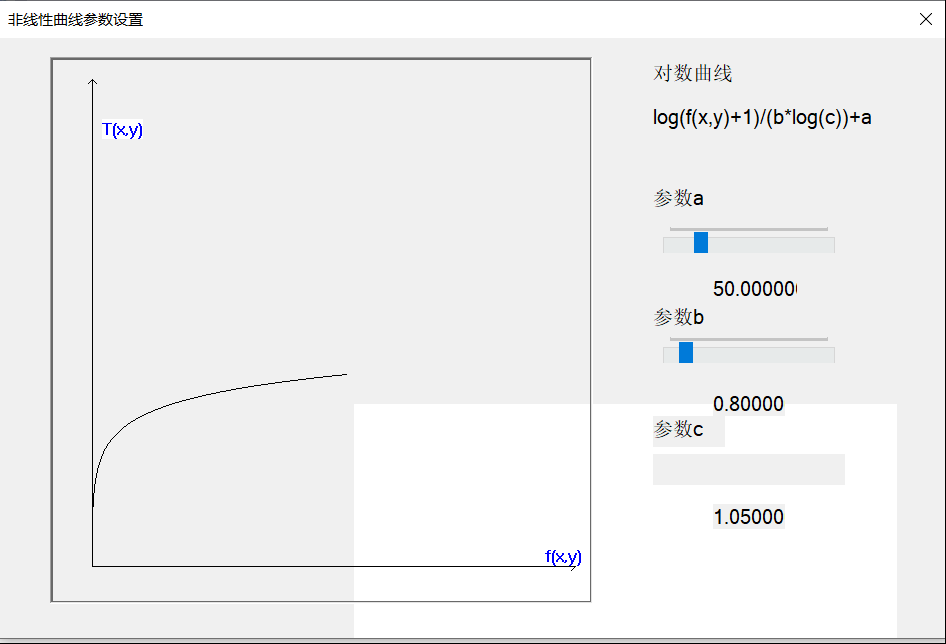 非线性曲线参数设置
T(x,y)
f(x,y)
对数曲线
log(f(x,y)+1)/(b*log(c))+a
参数a
50.000000
参数b
0.80000
参数c
1.05000